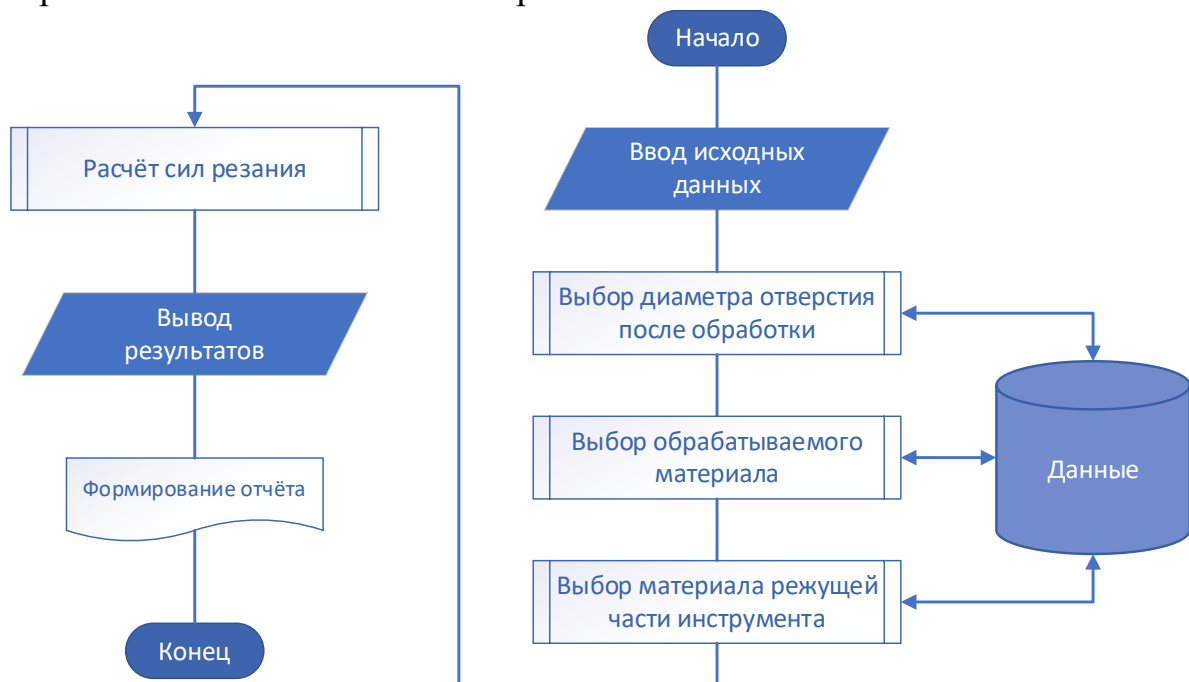 Начало
Ввод исходных
данных
Выбор диаметра отверстия
после обработки
Выбор обрабатываемого
материала
Выбор материала режущей
части инструмента
Данные
Расчёт сил резания
Вывод
результатов
Формирование отчёта
Конец